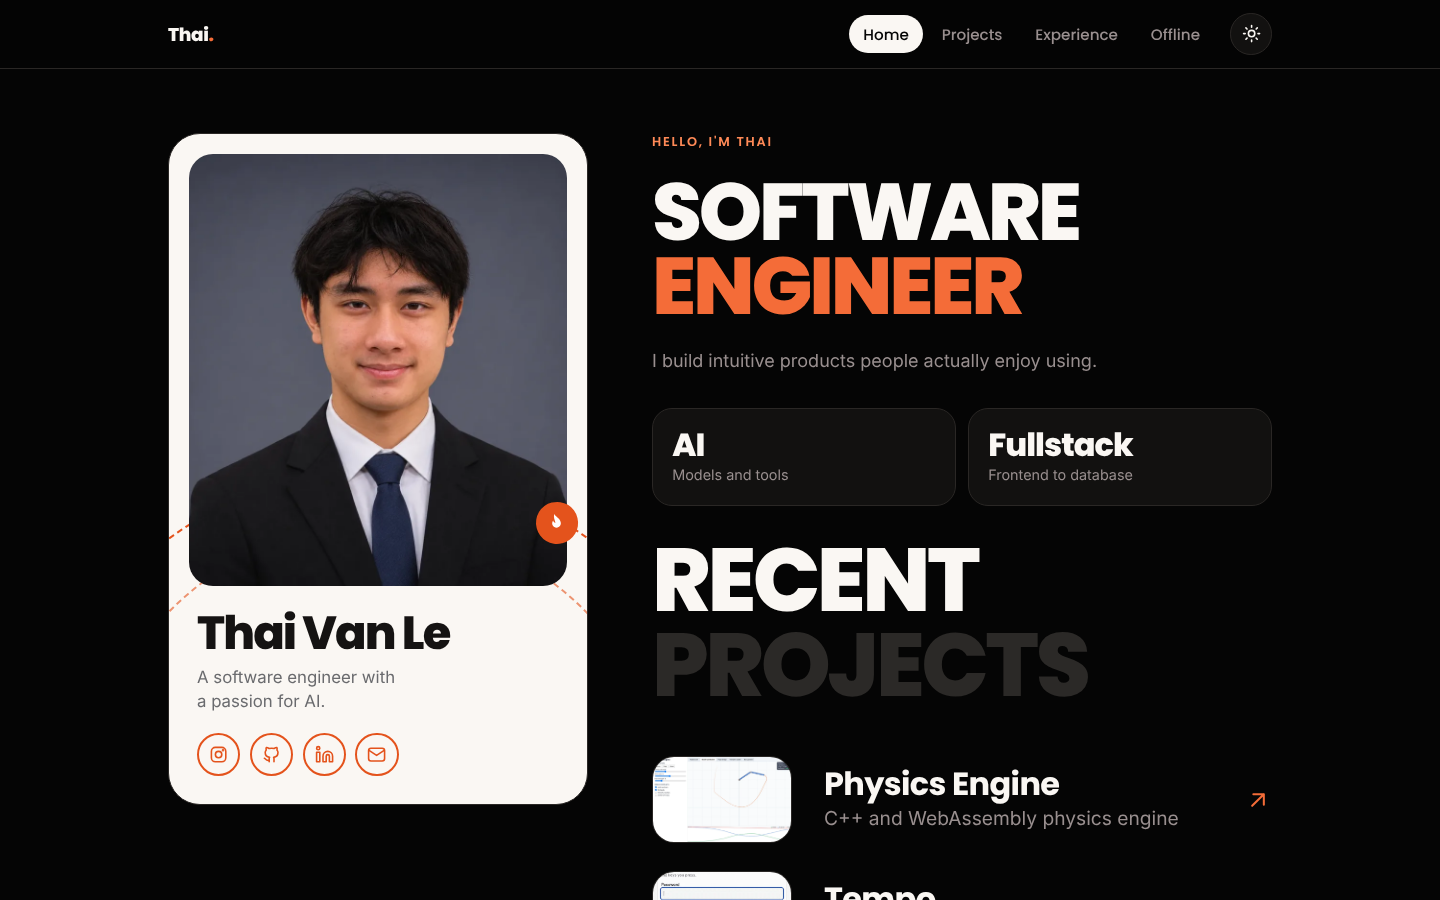 Thai.
Home
Projects
Experience
Offline
HELLO, I'M THAI
SOFTWARE
ENGINEER
I build intuitive products people actually enjoy using.
AI
Models and tools
Fullstack
Frontend to database
Thai Van Le
A software engineer with
a passion for AI.
RECENT
PROJECTS
Physics Engine
C++ and WebAssembly physics engine
Password
Tempo